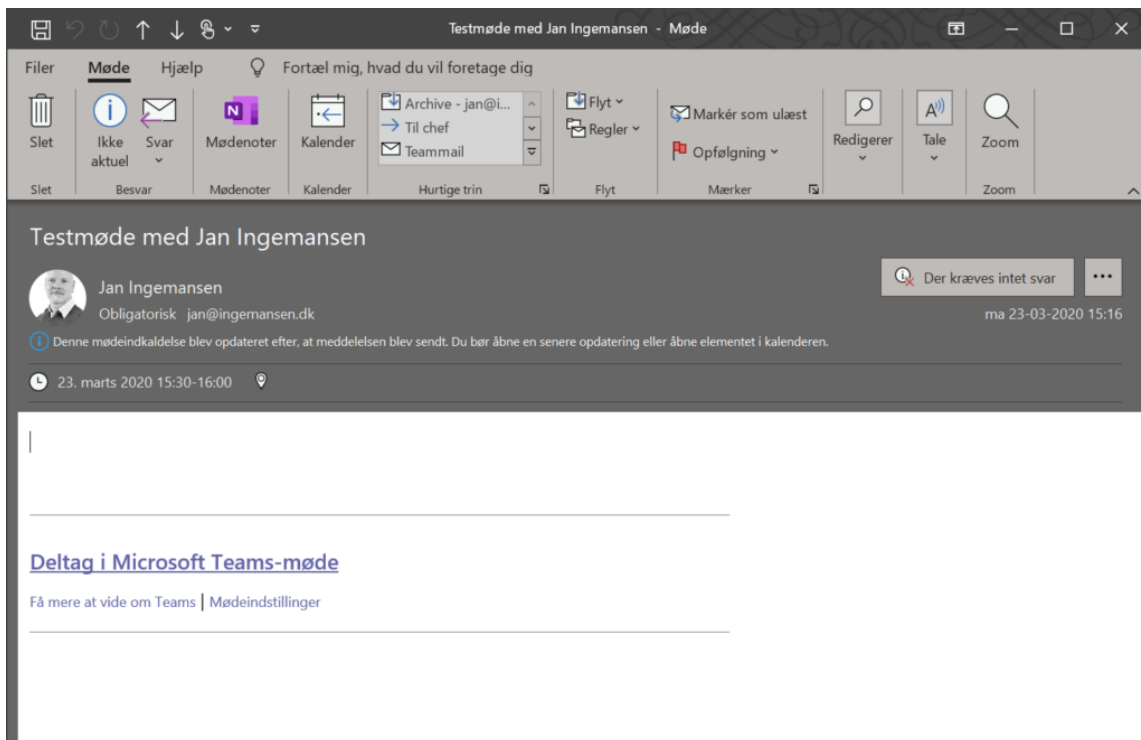 Testmøde med Jan Ingemansen - Møde
Filer Møde Hjælp Fortæl mig, hvad du vil foretage dig
Slet
Ikke aktuel
Svar
Mødenoter
Kalender
Archive - jan@i...
Til chef
Teammail
Flyt
Regler
Markér som ulæst
Opfølgning
Redigerer
Tale
Zoom
Slet Besvar Mødenoter Kalender Hurtige trin Flyt Mærker Zoom
Testmøde med Jan Ingemansen
Jan Ingemansen
Der kræves intet svar
Obligatorisk jan@ingemansen.dk
ma 23-03-2020 15:16
Denne mødeindkaldelse blev opdateret efter, at meddelelsen blev sendt. Du bør åbne en senere opdatering eller åbne elementet i kalenderen.
23. marts 2020 15:30-16:00
Deltag i Microsoft Teams-møde
Få mere at vide om Teams | Mødeindstillinger